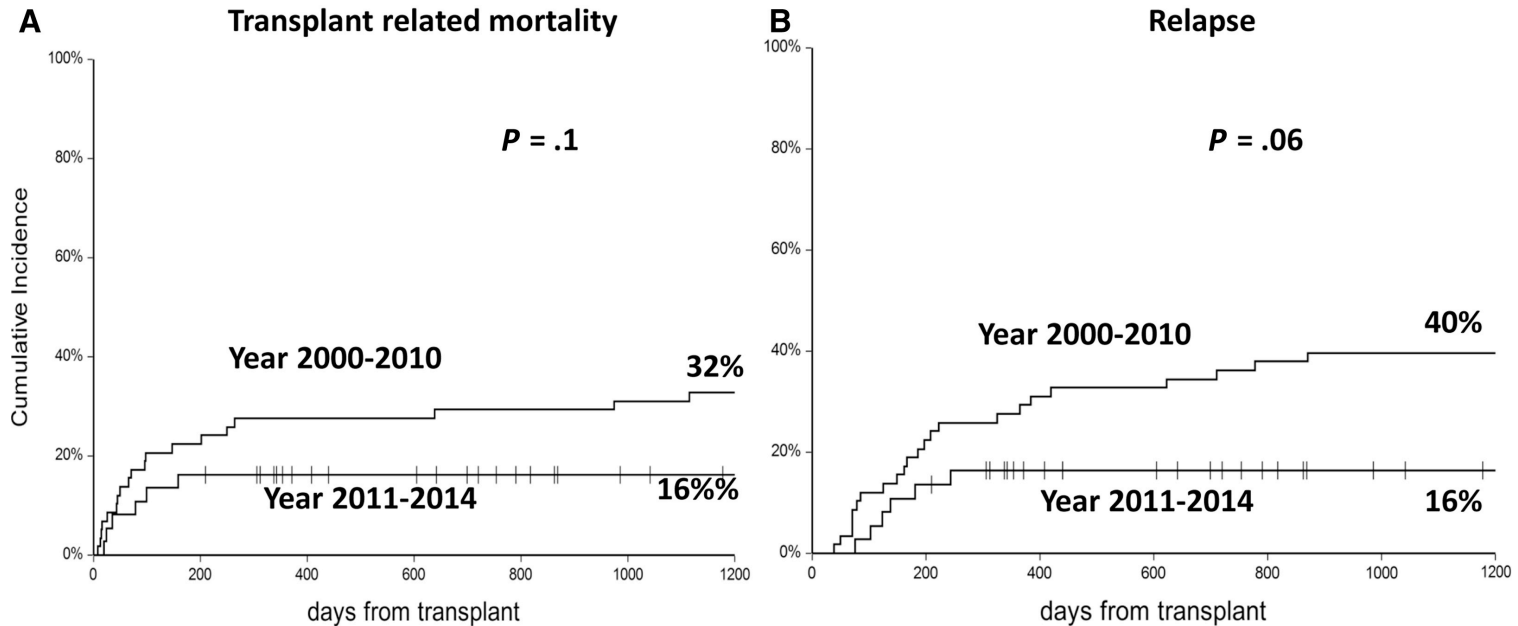 A
Transplant related mortality
Cumulative Incidence
100%
80%
60%
40%
20%
0%
P = .1
Year 2000-2010
32%
Year 2011-2014
16%%
0 200 400 600 800 1000 1200
days from transplant
B
Relapse
100%
80%
60%
40%
20%
0%
P = .06
Year 2000-2010
40%
Year 2011-2014
16%
0 200 400 600 800 1000 1200
days from transplant